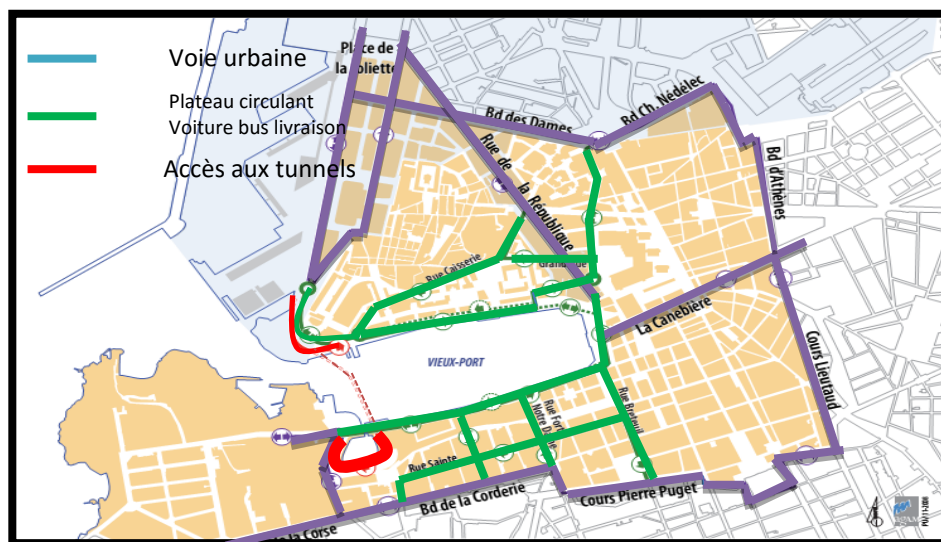 Voie urbaine
Plateau circulant
Voiture bus livraison
Accès aux tunnels
Place de
la Joliette
Bd des Dames
Bd Ch. Nédélec
Rue de la République
Bd d'Athènes
Rue Caisserie
La Canebière
VIEUX-PORT
Cours Lieutaud
Rue Fort
Notre Dame
Rue Breteuil
Rue Sainte
Bd de la Corderie
Cours Pierre Puget
la Corse